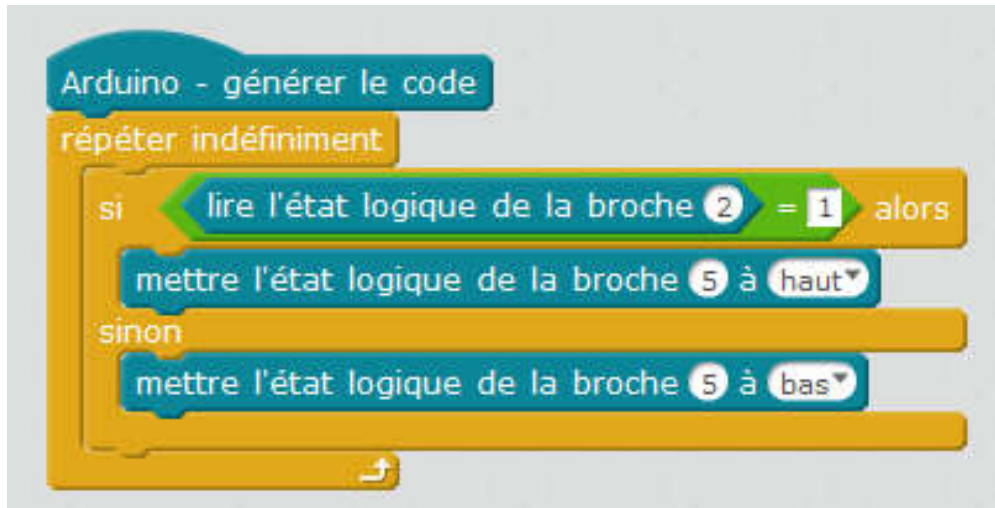 Arduino - générer le code
répéter indéfiniment
si lire l'état logique de la broche 2 = 1 alors
mettre l'état logique de la broche 5 à haut
sinon
mettre l'état logique de la broche 5 à bas